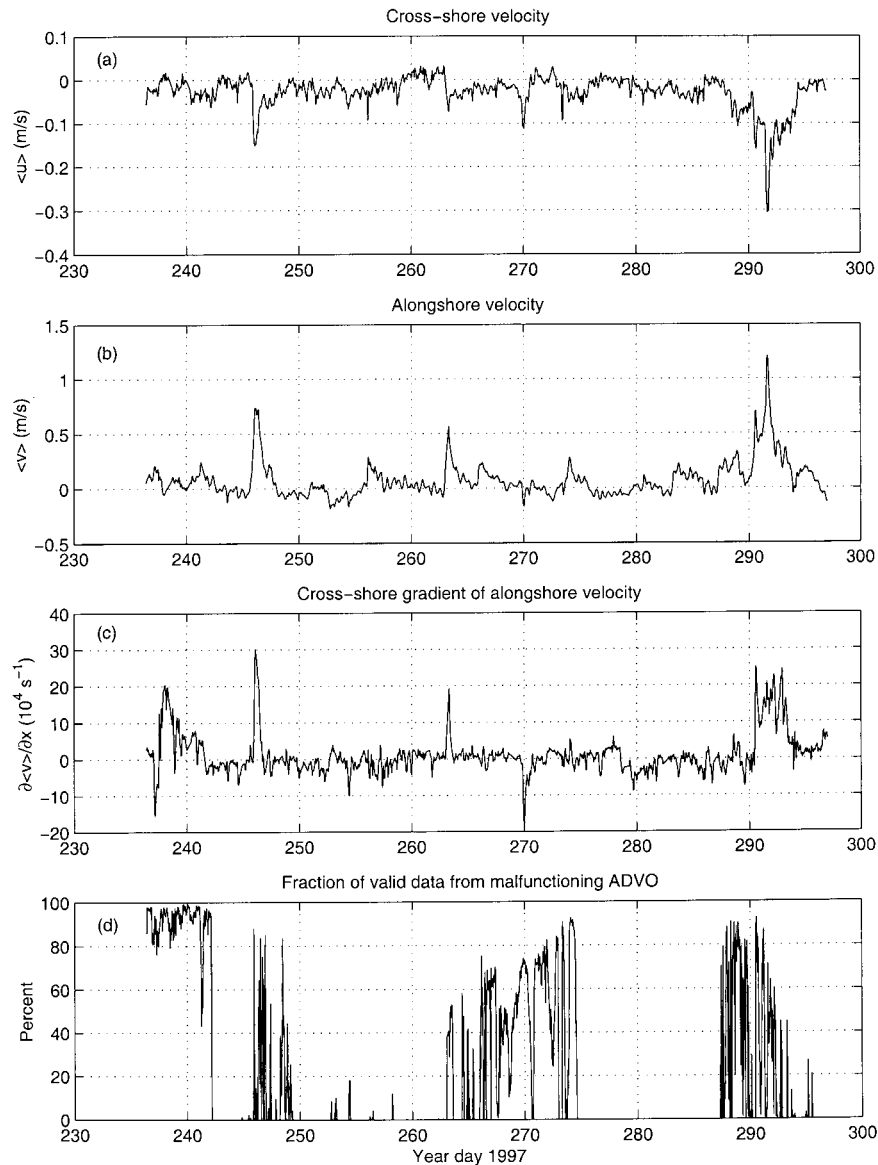 Cross-shore velocity
(a)
<u> (m/s)
0.1
0
-0.1
-0.2
-0.3
-0.4
230 240 250 260 270 280 290 300
Alongshore velocity
(b)
<v> (m/s)
1.5
1
0.5
0
-0.5
230 240 250 260 270 280 290 300
Cross-shore gradient of alongshore velocity
(c)
∂<v>/∂x (10⁴ s⁻¹)
40
30
20
10
0
-10
-20
230 240 250 260 270 280 290 300
Fraction of valid data from malfunctioning ADVO
(d)
Percent
100
80
60
40
20
0
230 240 250 260 270 280 290 300
Year day 1997